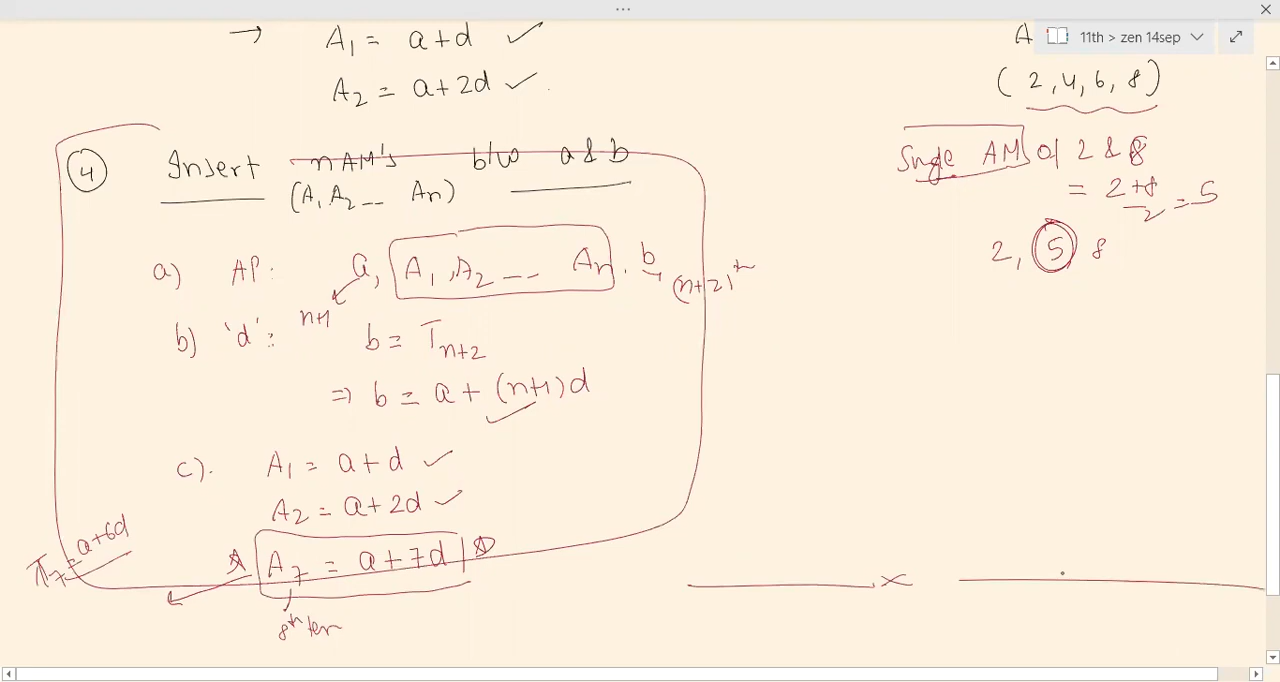 11th > zen 14sep
→ A₁ = a+d ✓
A₂ = a+2d ✓
A
(2,4,6,8)
④ Insert n AM's b/w a & b
(A₁ A₂ -- An)
a) AP: a, A₁, A₂ -- An. b
n+1
(n+2)ᵗʰ
b) 'd': b = Tₙ₊₂
⇒ b = a + (n+1)d
c). A₁ = a+d ✓
A₂ = a+2d ✓
A₇ = a+7d
T₇ = a+6d
8th term
Single AM of 2 & 8
= 2+8/2 = 5
2, 5 8
x